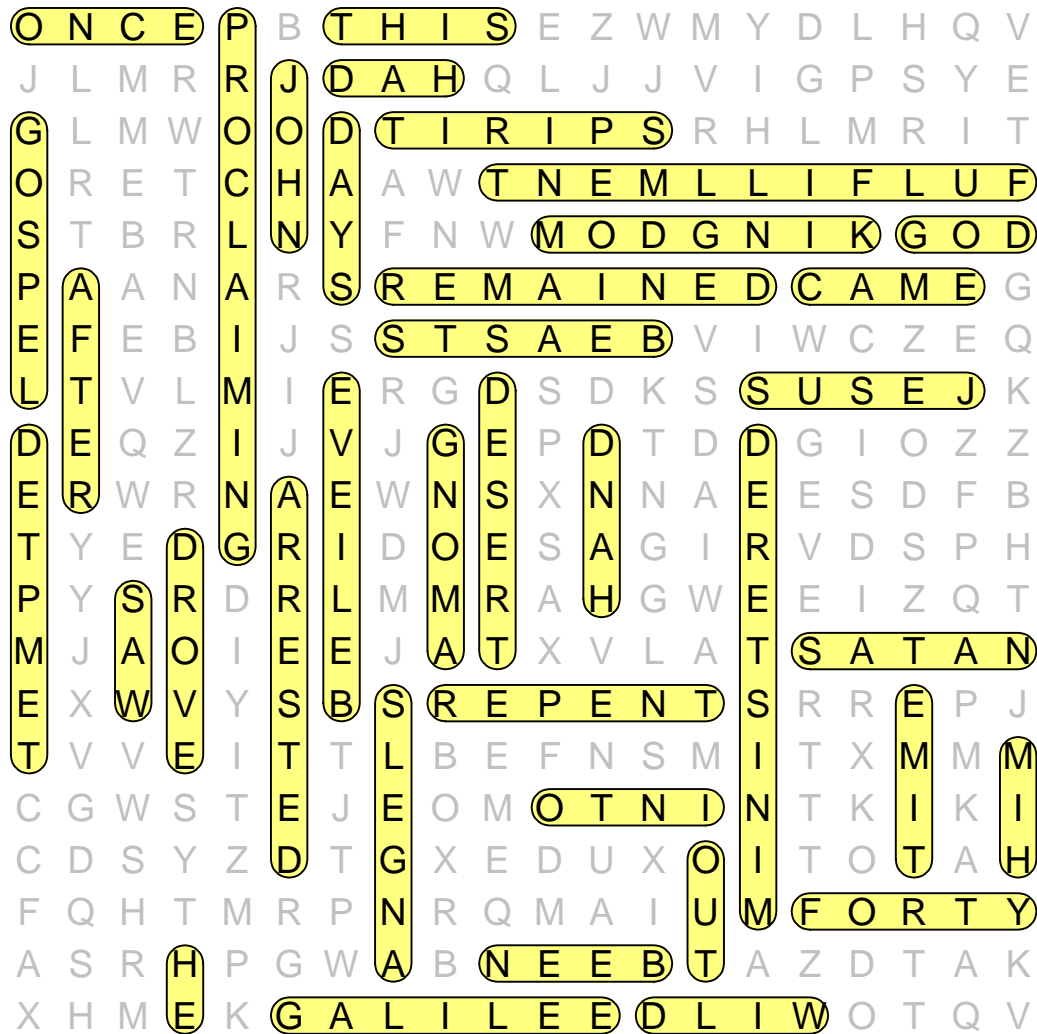 O N C E P B T H I S E Z W M Y D L H Q V
J L M R R J D A H Q L J J V I G P S Y E
G L M W O O D T I R I P S R H L M R I T
O R E T C H A A W T N E M L L I F L U F
S T B R L N Y F N W M O D G N I K G O D
P A A N A R S R E M A I N E D C A M E G
E F E B I J S S T S A E B V I W C Z E Q
L T V L M I E R G D S D K S S U S E J K
D E Q Z I J V J G E P D T D D G I O Z Z
E R W R N A E W N S X N N A E E S D F B
T Y E D G R I D O E S A G I R V D S P H
P Y S R D R L M M R A H G W E E I Z Q T
M J A O I E E J A T X V L A T S A T A N
E X W V Y S B S R E P E N T S R R E P J
T V V E I T T L B E F N S M I T X M M M
C G W S T E J E O M O T N I N T K I K I
C D S Y Z D T G X E D U X O I T O T A H
F Q H T M R P N R Q M A I U M F O R T Y
A S R H P G W A B N E E B T A Z D T A K
X H M E K G A L I L E E D L I W O T Q V